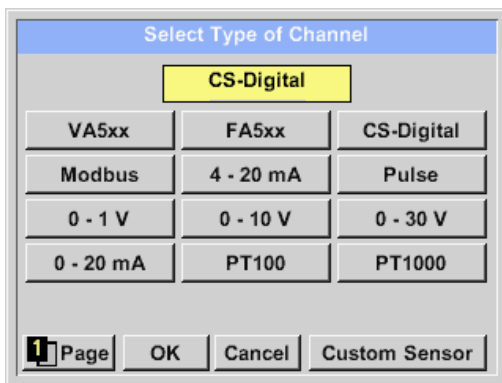 Select Type of Channel
CS-Digital
VA5xx FA5xx CS-Digital
Modbus 4 - 20 mA Pulse
0 - 1 V 0 - 10 V 0 - 30 V
0 - 20 mA PT100 PT1000
1 Page OK Cancel Custom Sensor